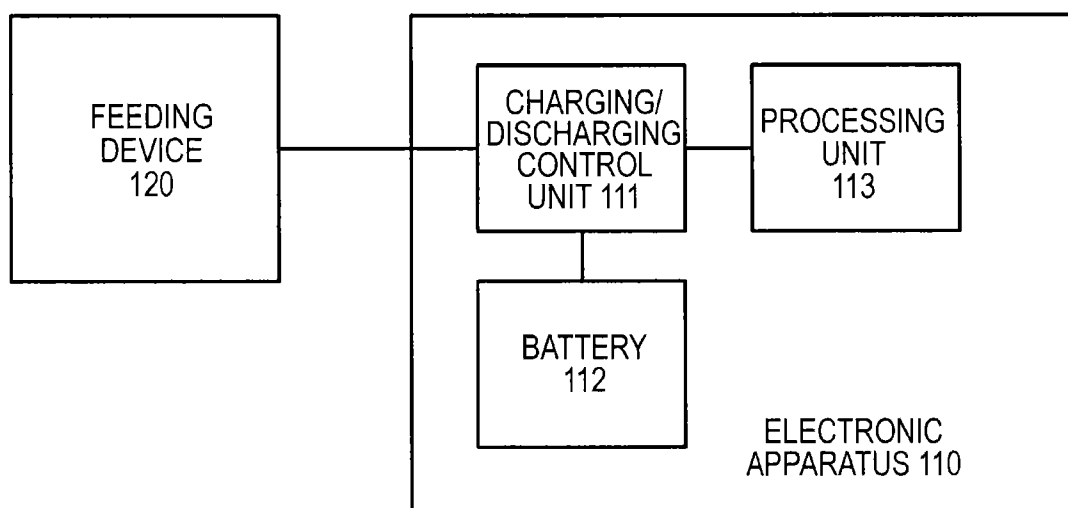 FEEDING
DEVICE
120
CHARGING/
DISCHARGING
CONTROL
UNIT 111
PROCESSING
UNIT
113
BATTERY
112
ELECTRONIC
APPARATUS 110